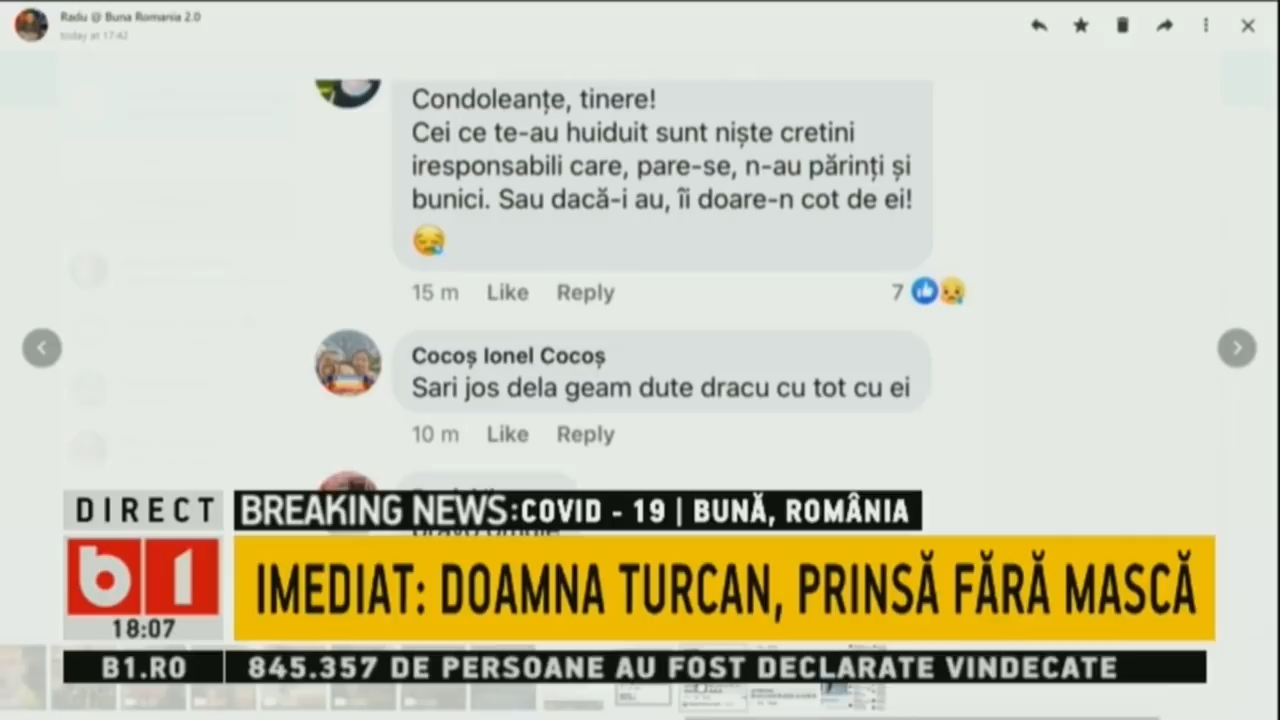 Radu @ Buna Romania 2.0
today at 17:42
Condoleanțe, tinere!
Cei ce te-au huiduit sunt niște cretini
iresponsabili care, pare-se, n-au părinți și
bunici. Sau dacă-i au, îi doare-n cot de ei!
15 m Like Reply 7
Cocoș Ionel Cocoș
Sari jos dela geam dute dracu cu tot cu ei
10 m Like Reply
DIRECT
BREAKING NEWS:COVID - 19 | BUNĂ, ROMÂNIA
b1
IMEDIAT: DOAMNA TURCAN, PRINSĂ FĂRĂ MASCĂ
18:07
B1.RO
845.357 DE PERSOANE AU FOST DECLARATE VINDECATE